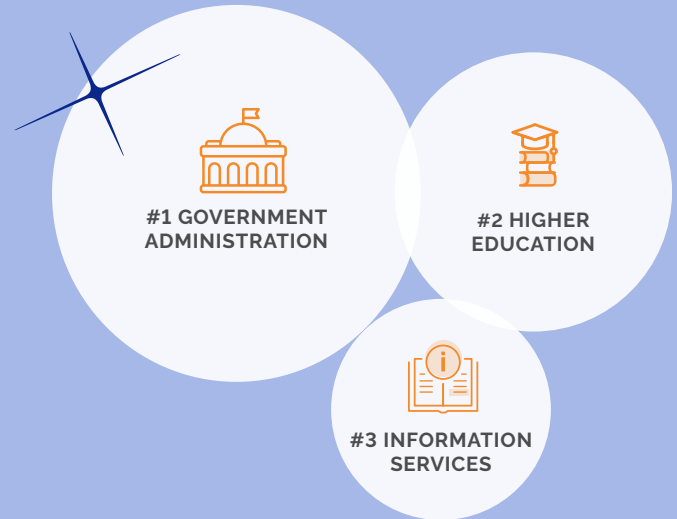 #1 GOVERNMENT
ADMINISTRATION
#2 HIGHER
EDUCATION
i
#3 INFORMATION
SERVICES